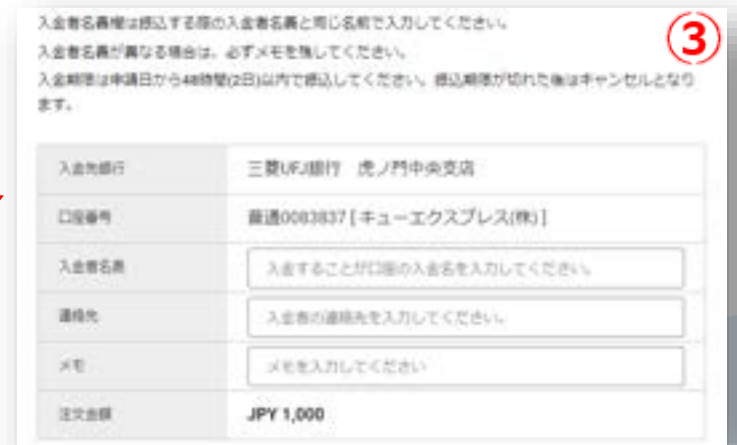 入金者名義欄は振込する際の入金者名義と同じ名前で入力してください。
③
入金者名義が異なる場合は、必ずメモを残してください。
入金期限は申請日から48時間(2日)以内で振込してください。振込期限が切れた後はキャンセルとなり
ます。
入金先銀行 三菱UFJ銀行 虎ノ門中央支店
口座番号 普通0083837 [ キューエクスプレス(株) ]
入金者名義 入金することが口座の入金名を入力してください。
連絡先 入金者の連絡先を入力してください。
メモ メモを入力してください
注文金額 JPY 1,000